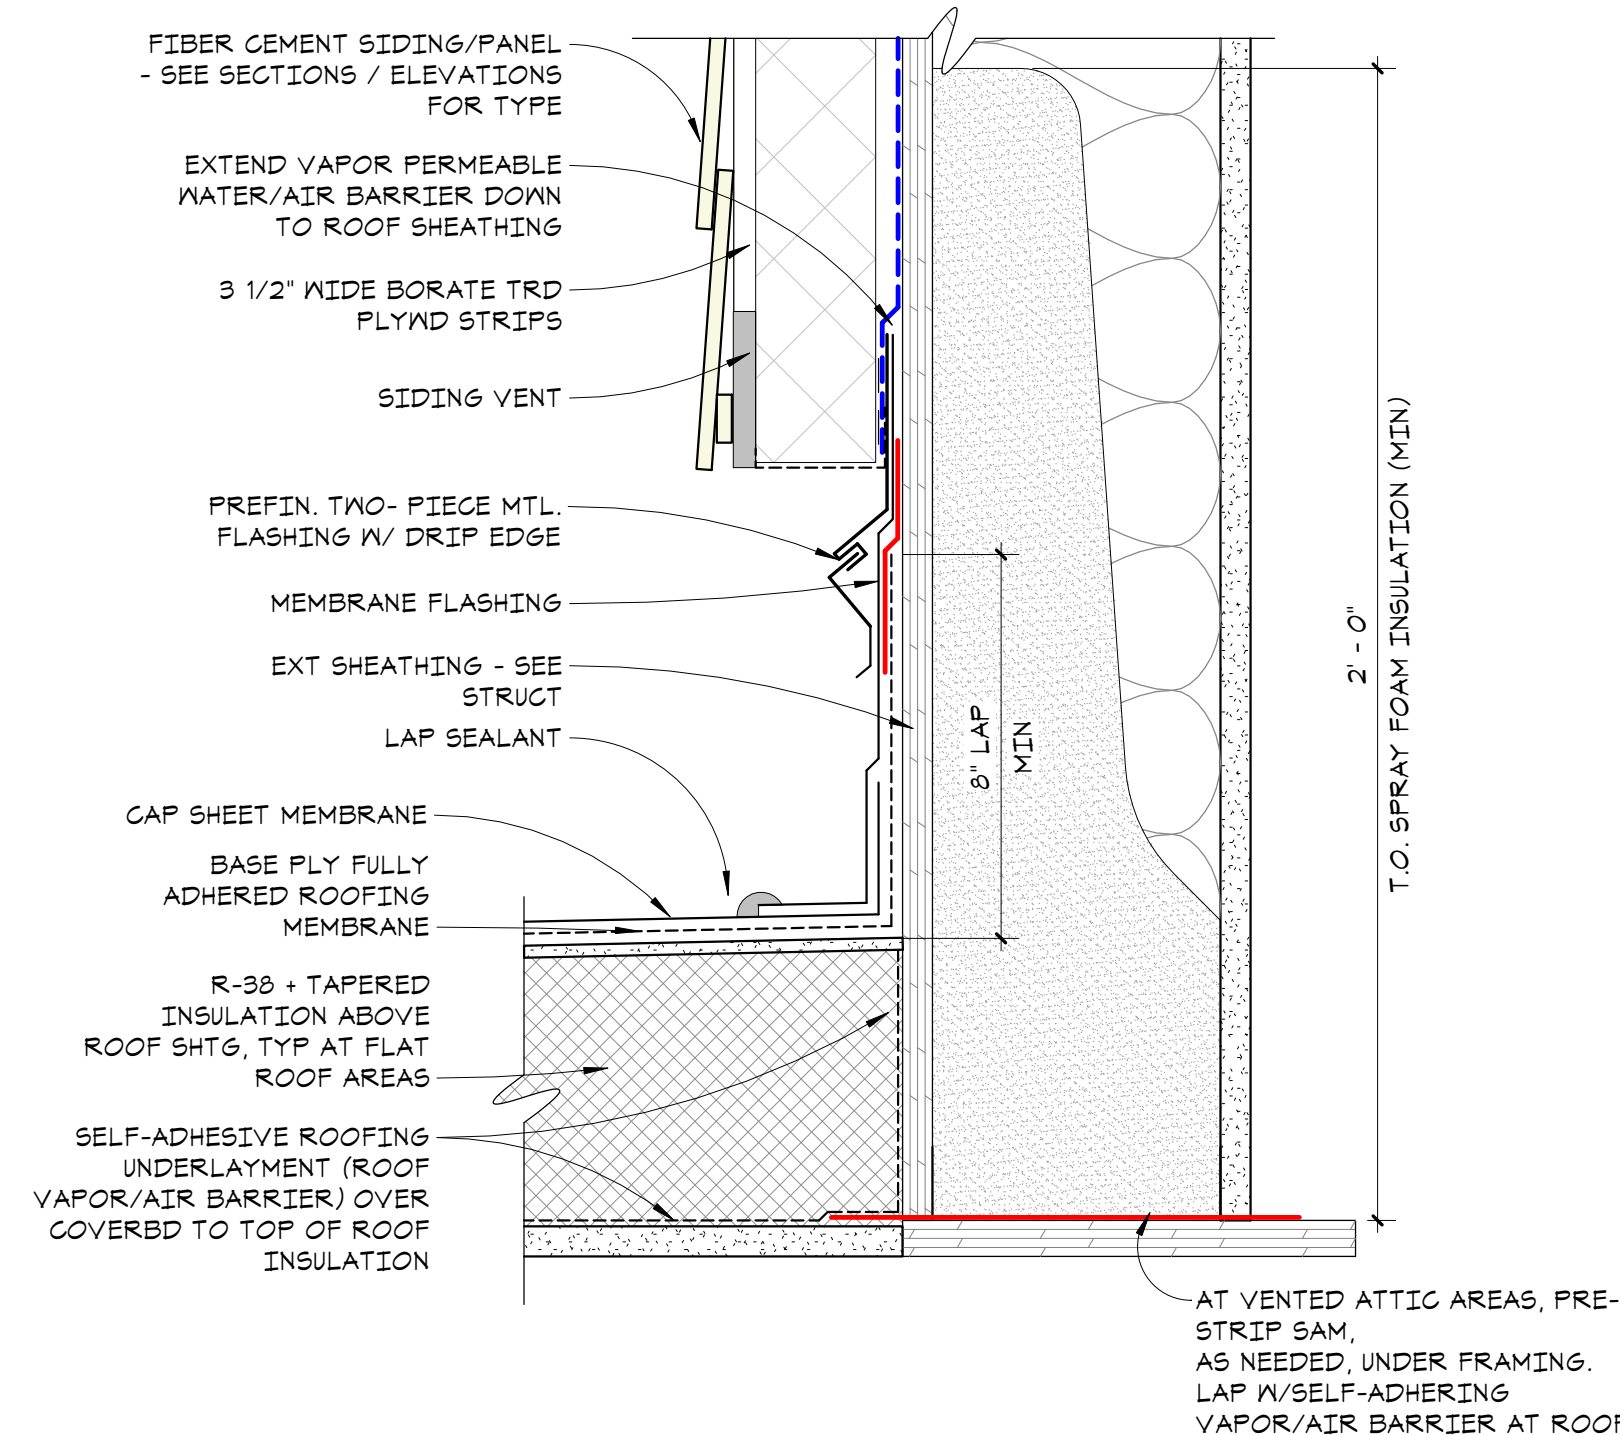 FIBER CEMENT SIDING/PANEL
- SEE SECTIONS / ELEVATIONS
FOR TYPE
EXTEND VAPOR PERMEABLE
WATER/AIR BARRIER DOWN
TO ROOF SHEATHING
3 1/2" WIDE BORATE TRD
PLYWD STRIPS
SIDING VENT
PREFIN. TWO- PIECE MTL.
FLASHING W/ DRIP EDGE
MEMBRANE FLASHING
EXT SHEATHING - SEE
STRUCT
LAP SEALANT
CAP SHEET MEMBRANE
BASE PLY FULLY
ADHERED ROOFING
MEMBRANE
R-38 + TAPERED
INSULATION ABOVE
ROOF SHTG, TYP AT FLAT
ROOF AREAS
SELF-ADHESIVE ROOFING
UNDERLAYMENT (ROOF
VAPOR/AIR BARRIER) OVER
COVERBD TO TOP OF ROOF
INSULATION
8" LAP
MIN
2' - 0"
T.O. SPRAY FOAM INSULATION (MIN)
AT VENTED ATTIC AREAS, PRE-
STRIP SAM,
AS NEEDED, UNDER FRAMING.
LAP W/SELF-ADHERING
VAPOR/AIR BARRIER AT ROOF